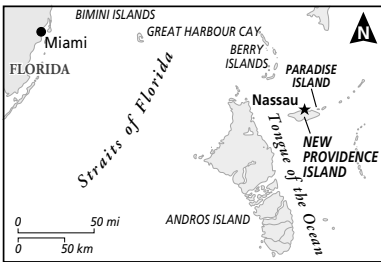 BIMINI ISLANDS
Miami
GREAT HARBOUR CAY
N
BERRY
ISLANDS
FLORIDA
PARADISE
ISLAND
Nassau
Straits of Florida
NEW
PROVIDENCE
ISLAND
Tongue of the Ocean
ANDROS ISLAND
0 50 mi
0 50 km